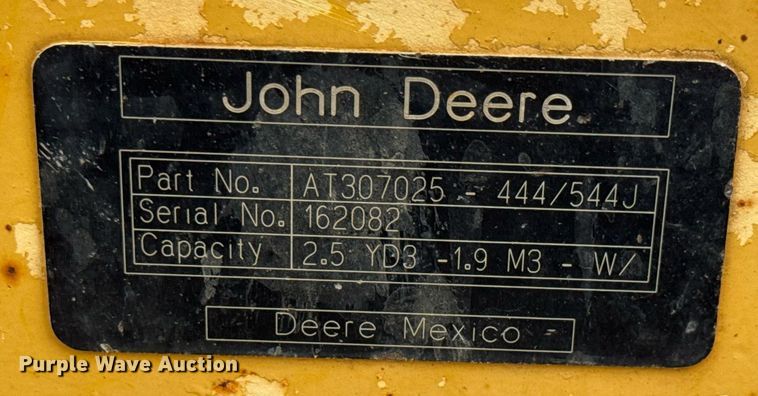 John Deere
Part No. AT307025 - 444/544J
Serial No. 162082
Capacity 2.5 YD3 -1.9 M3 - W/
Deere Mexico -
Purple Wave Auction